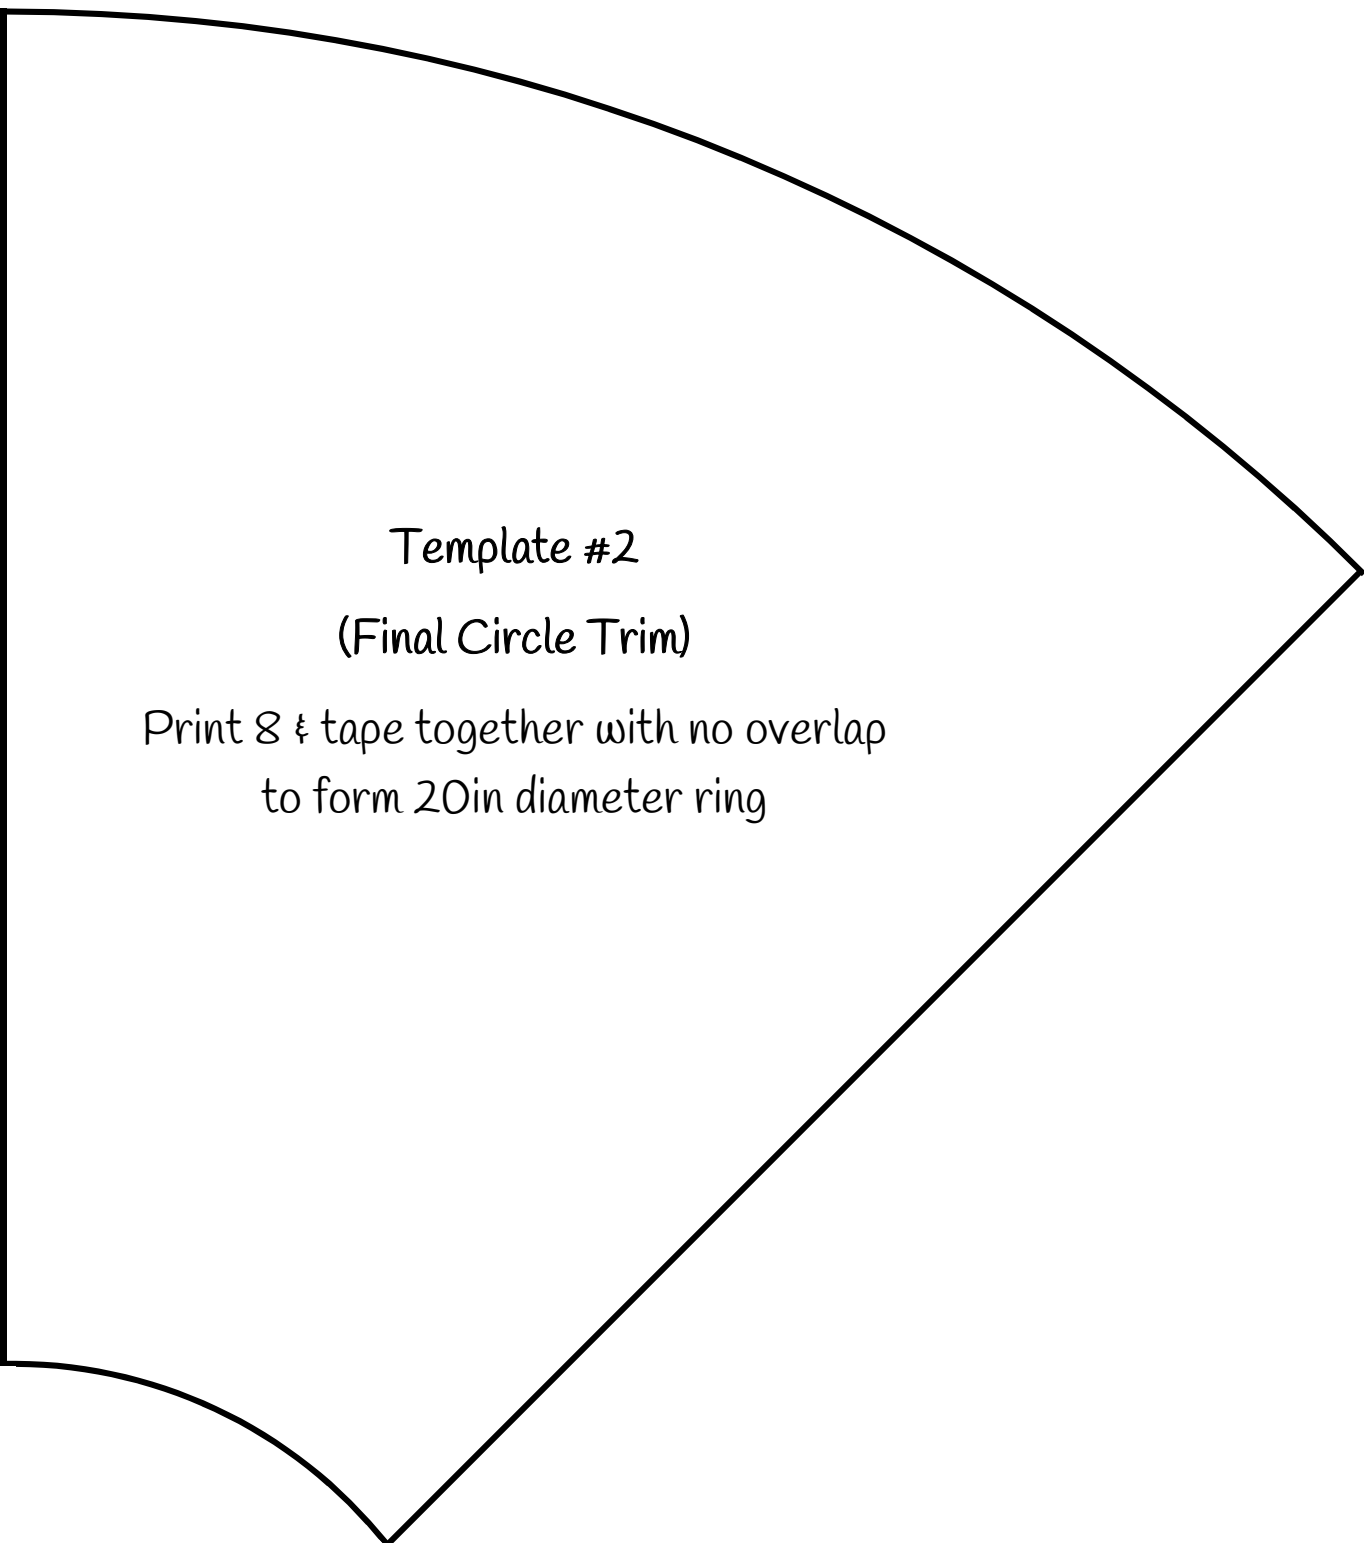 Template #2
(Final Circle Trim)
Print 8 & tape together with no overlap
to form 20in diameter ring